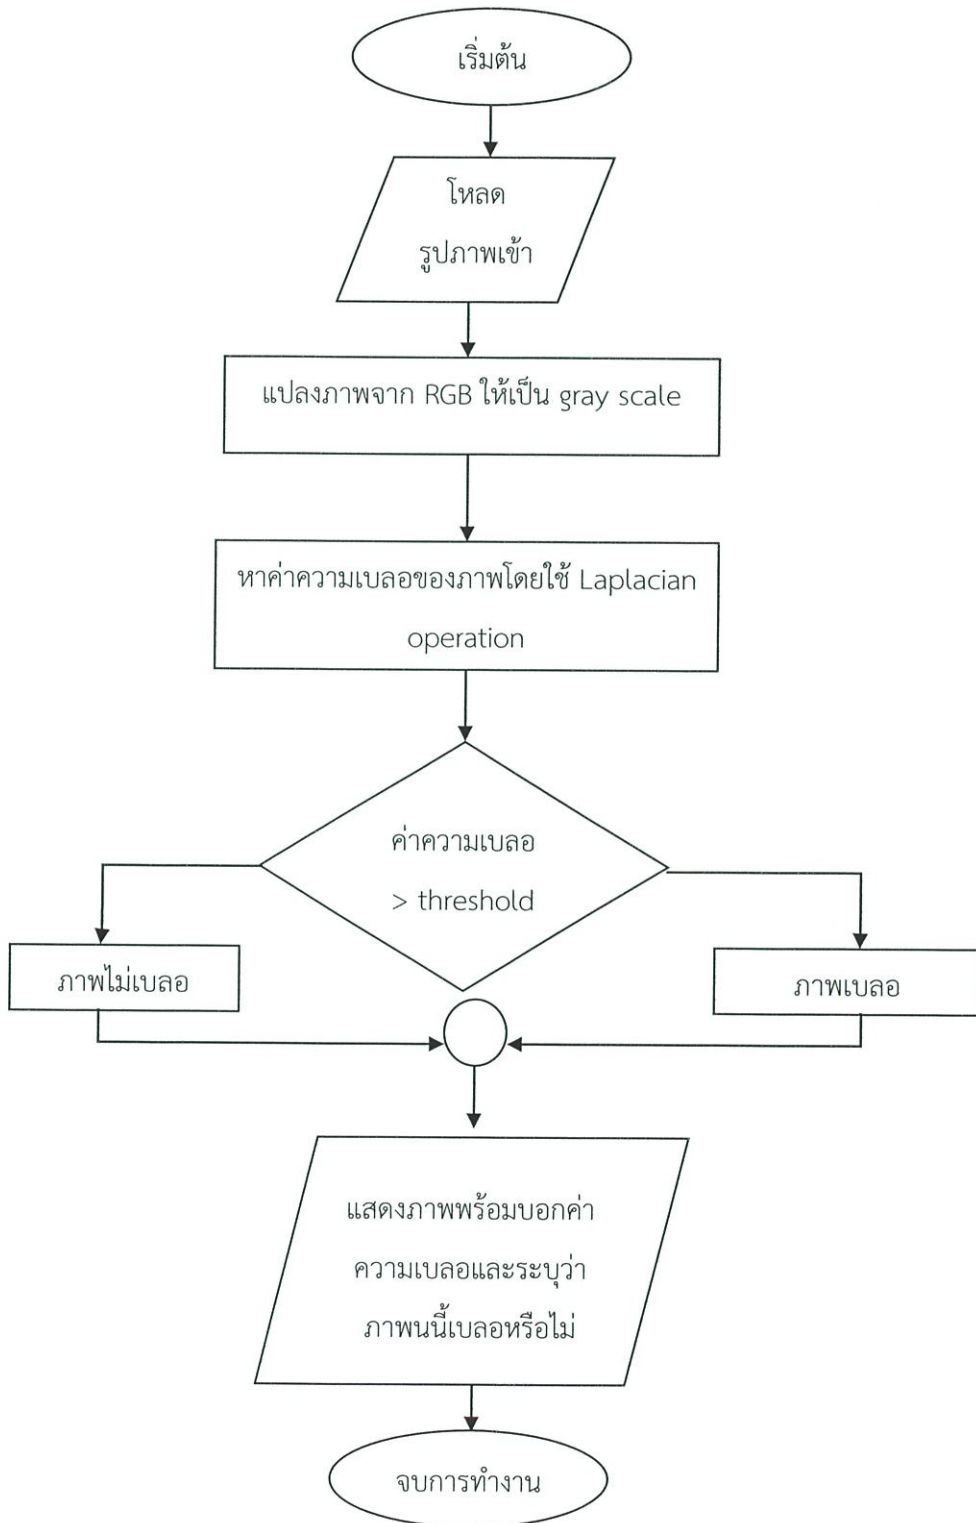 เริ่มต้น
โหลด
รูปภาพเข้า
แปลงภาพจาก RGB ให้เป็น gray scale
หาค่าความเบลอของภาพโดยใช้ Laplacian
operation
ค่าความเบลอ
> threshold
ภาพไม่เบลอ
ภาพเบลอ
แสดงภาพพร้อมบอกค่า
ความเบลอและระบุว่า
ภาพนนี้เบลอหรือไม่
จบการทำงาน